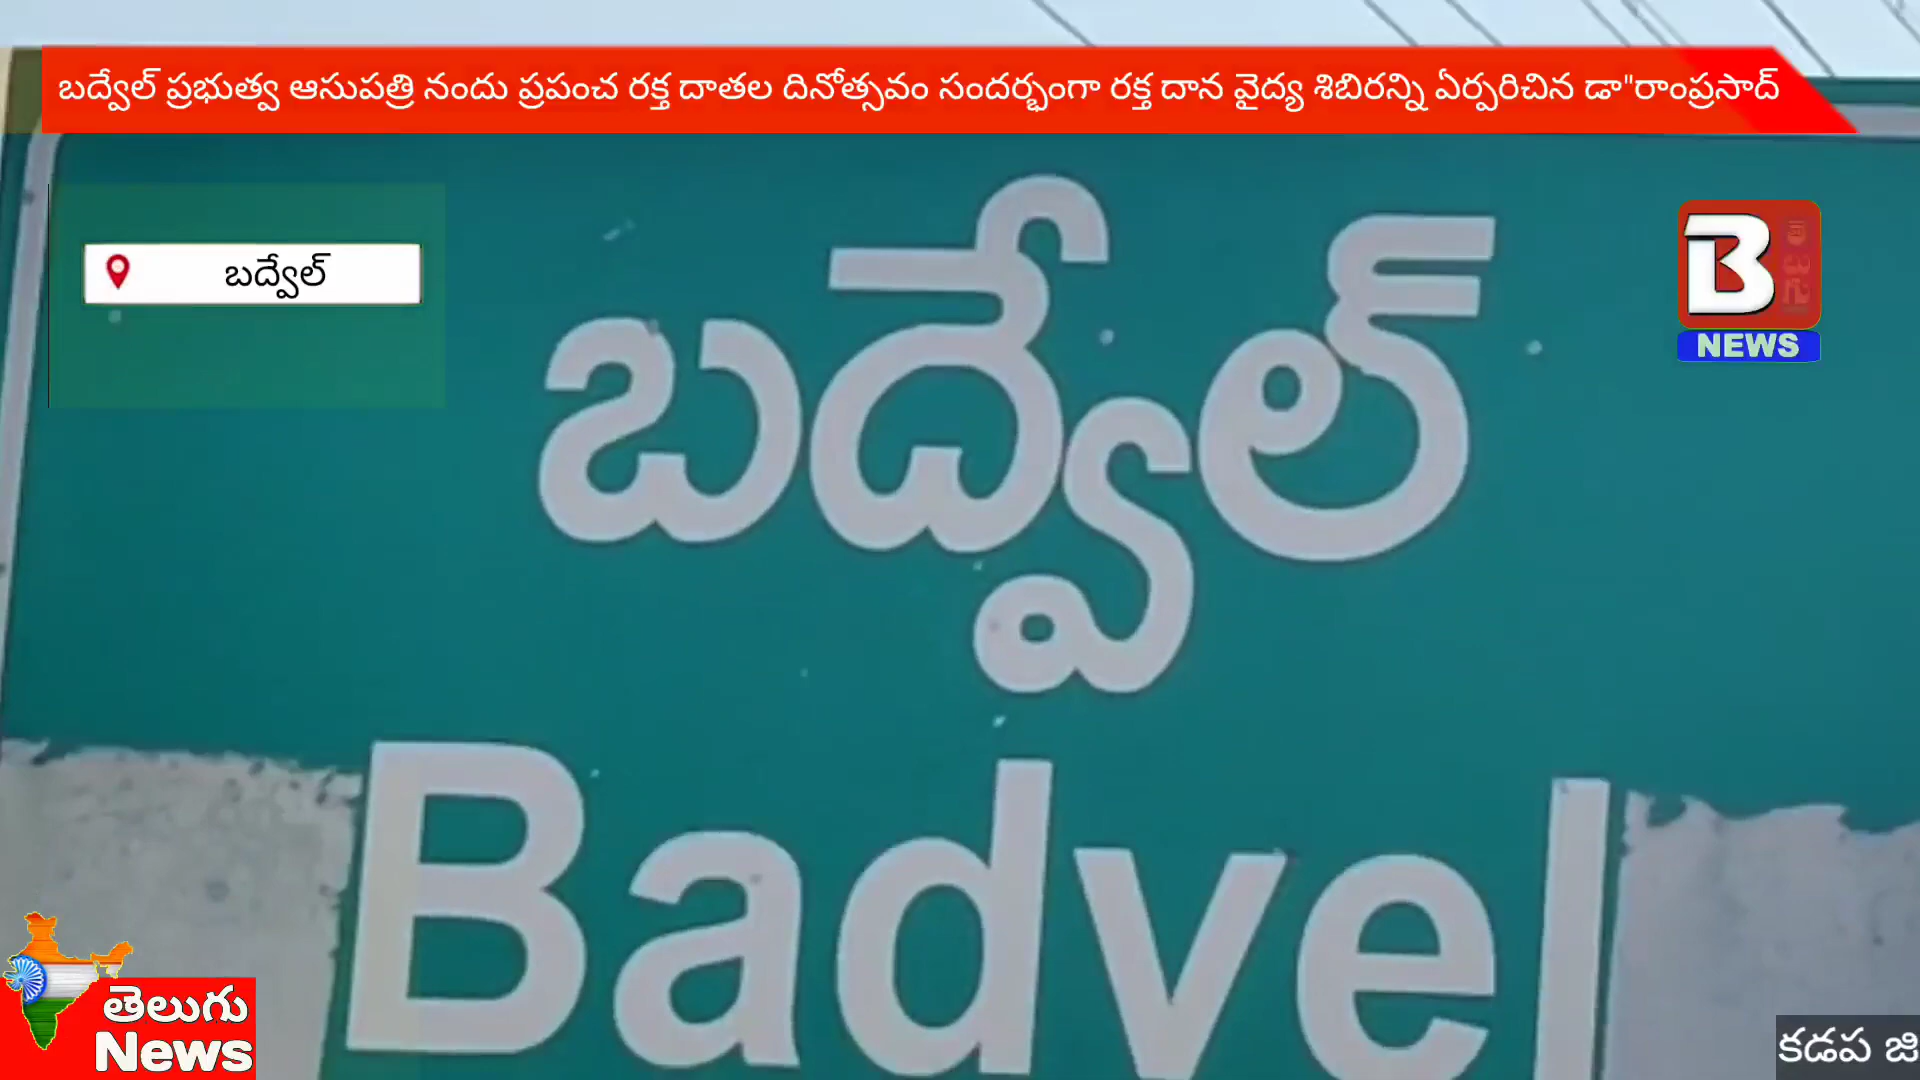 బద్వేల్ ప్రభుత్వ ఆసుపత్రి నందు ప్రపంచ రక్త దాతల దినోత్సవం సందర్భంగా రక్త దాన వైద్య శిబిరన్ని ఏర్పరిచిన డా"రాంప్రసాద్
బద్వేల్
B
NEWS
బద్వేల్
Badvel
తెలుగు
News
కడప జి